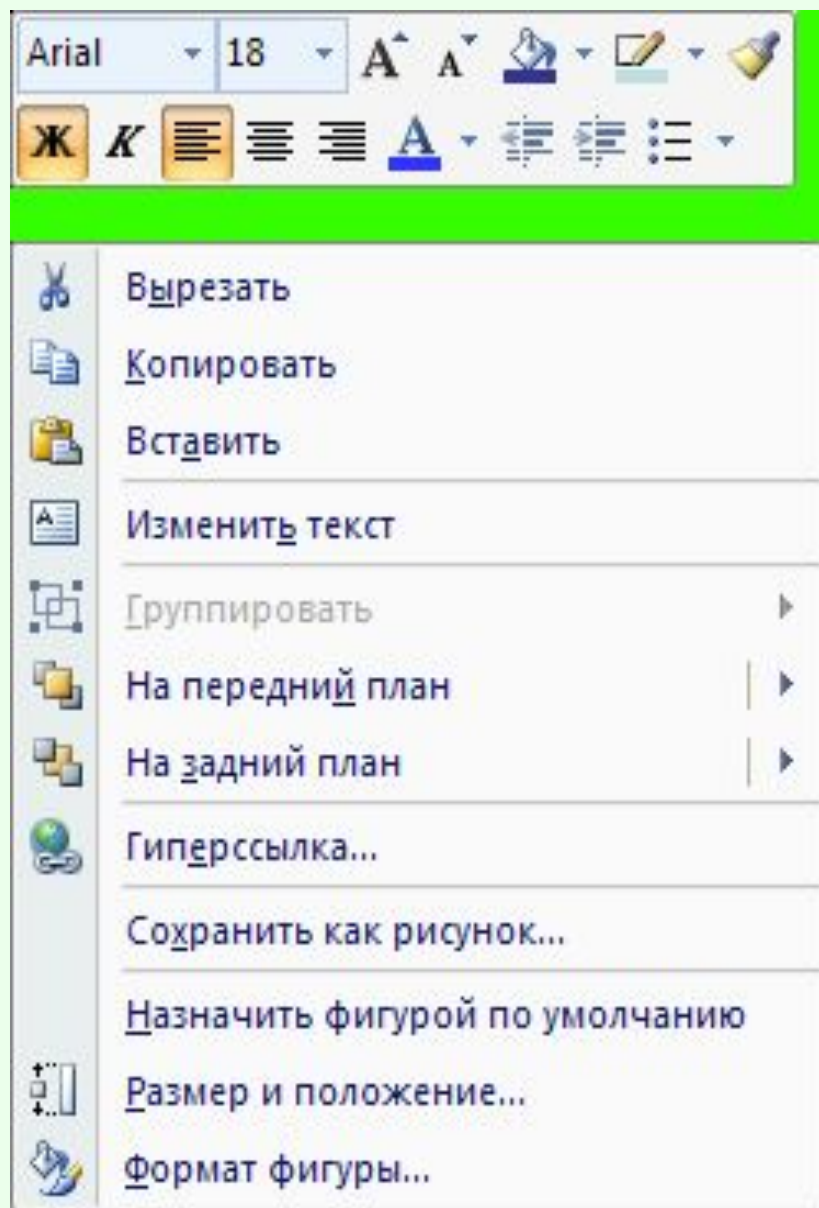 Arial 18 A A
Ж К A
Вырезать
Копировать
Вставить
Изменить текст
Группировать
На передний план
На задний план
Гиперссылка...
Сохранить как рисунок...
Назначить фигурой по умолчанию
Размер и положение...
Формат фигуры...